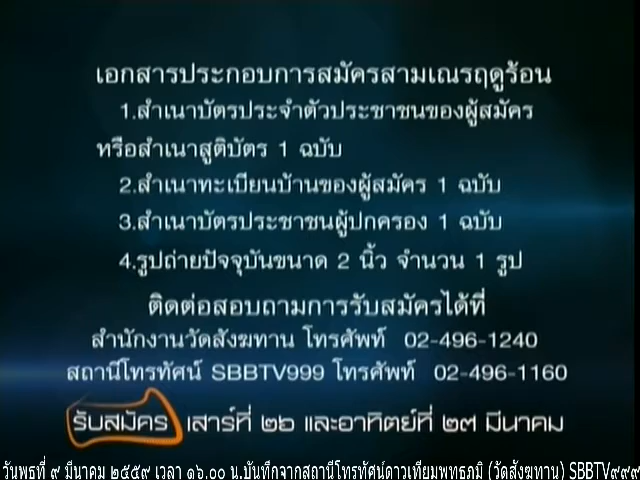 เอกสารประกอบการสมัครสามเณรฤดูร้อน
1.สำเนาบัตรประจำตัวประชาชนของผู้สมัคร
หรือสำเนาสูติบัตร 1 ฉบับ
2.สำเนาทะเบียนบ้านของผู้สมัคร 1 ฉบับ
3.สำเนาบัตรประชาชนผู้ปกครอง 1 ฉบับ
4.รูปถ่ายปัจจุบันขนาด 2 นิ้ว จำนวน 1 รูป
ติดต่อสอบถามการรับสมัครได้ที่
สำนักงานวัดสังฆทาน โทรศัพท์ 02-496-1240
สถานีโทรทัศน์ SBBTV999 โทรศัพท์ 02-496-1160
รับสมัคร เสาร์ที่ ๒๖ และอาทิตย์ที่ ๒๗ มีนาคม
วันพุธที่ ๙ มีนาคม ๒๕๕๙ เวลา ๑๖.๐๐ น.บันทึกจากสถานีโทรทัศน์ดาวเทียมพุทธภูมิ (วัดสังฆทาน) SBBTV๙๙๙